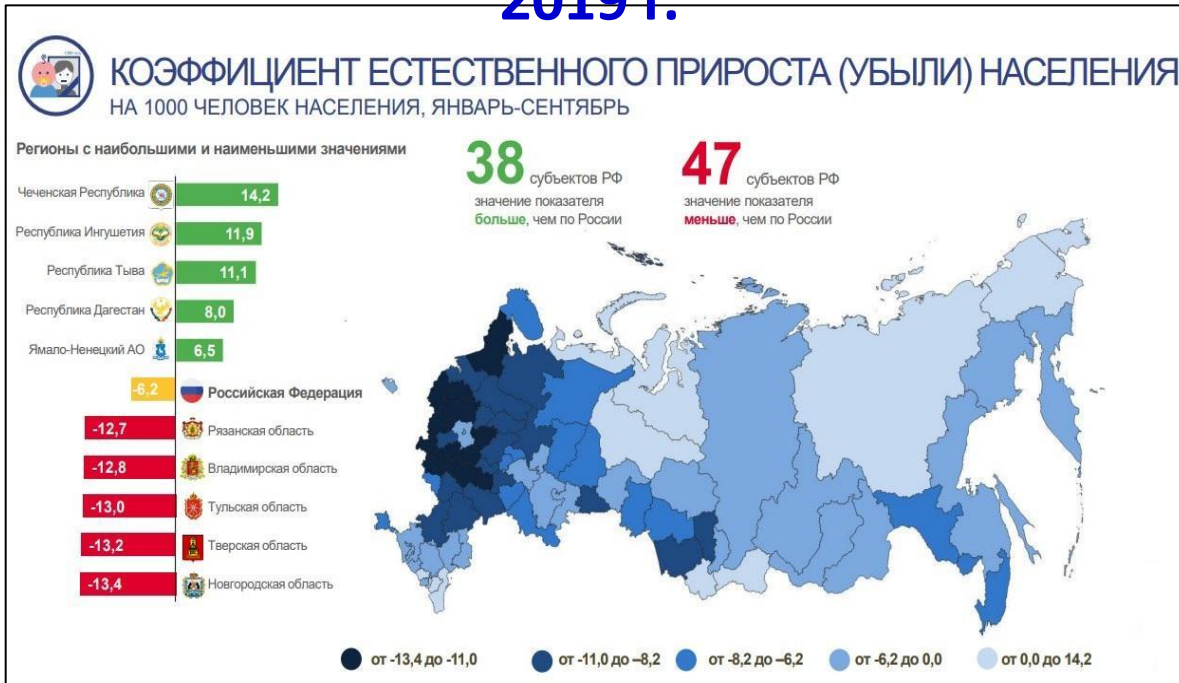 2019 г.
КОЭФФИЦИЕНТ ЕСТЕСТВЕННОГО ПРИРОСТА (УБЫЛИ) НАСЕЛЕНИЯ
НА 1000 ЧЕЛОВЕК НАСЕЛЕНИЯ, ЯНВАРЬ-СЕНТЯБРЬ
Регионы с наибольшими и наименьшими значениями
Чеченская Республика 14,2
Республика Ингушетия 11,9
Республика Тыва 11,1
Республика Дагестан 8,0
Ямало-Ненецкий АО 6,5
-6,2 Российская Федерация
-12,7 Рязанская область
-12,8 Владимирская область
-13,0 Тульская область
-13,2 Тверская область
-13,4 Новгородская область
38 субъектов РФ
значение показателя
больше, чем по России
47 субъектов РФ
значение показателя
меньше, чем по России
от -13,4 до -11,0
от -11,0 до –8,2
от -8,2 до –6,2
от -6,2 до 0,0
от 0,0 до 14,2